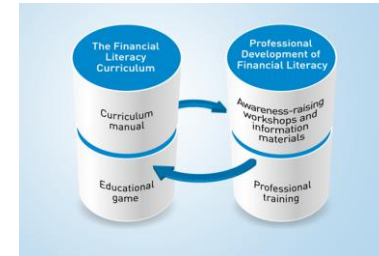 The Financial
Literacy
Curriculum
Curriculum
manual
Educational
game
Professional
Development of
Financial Literacy
Awareness-raising
workshops and
information
materials
Professional
training